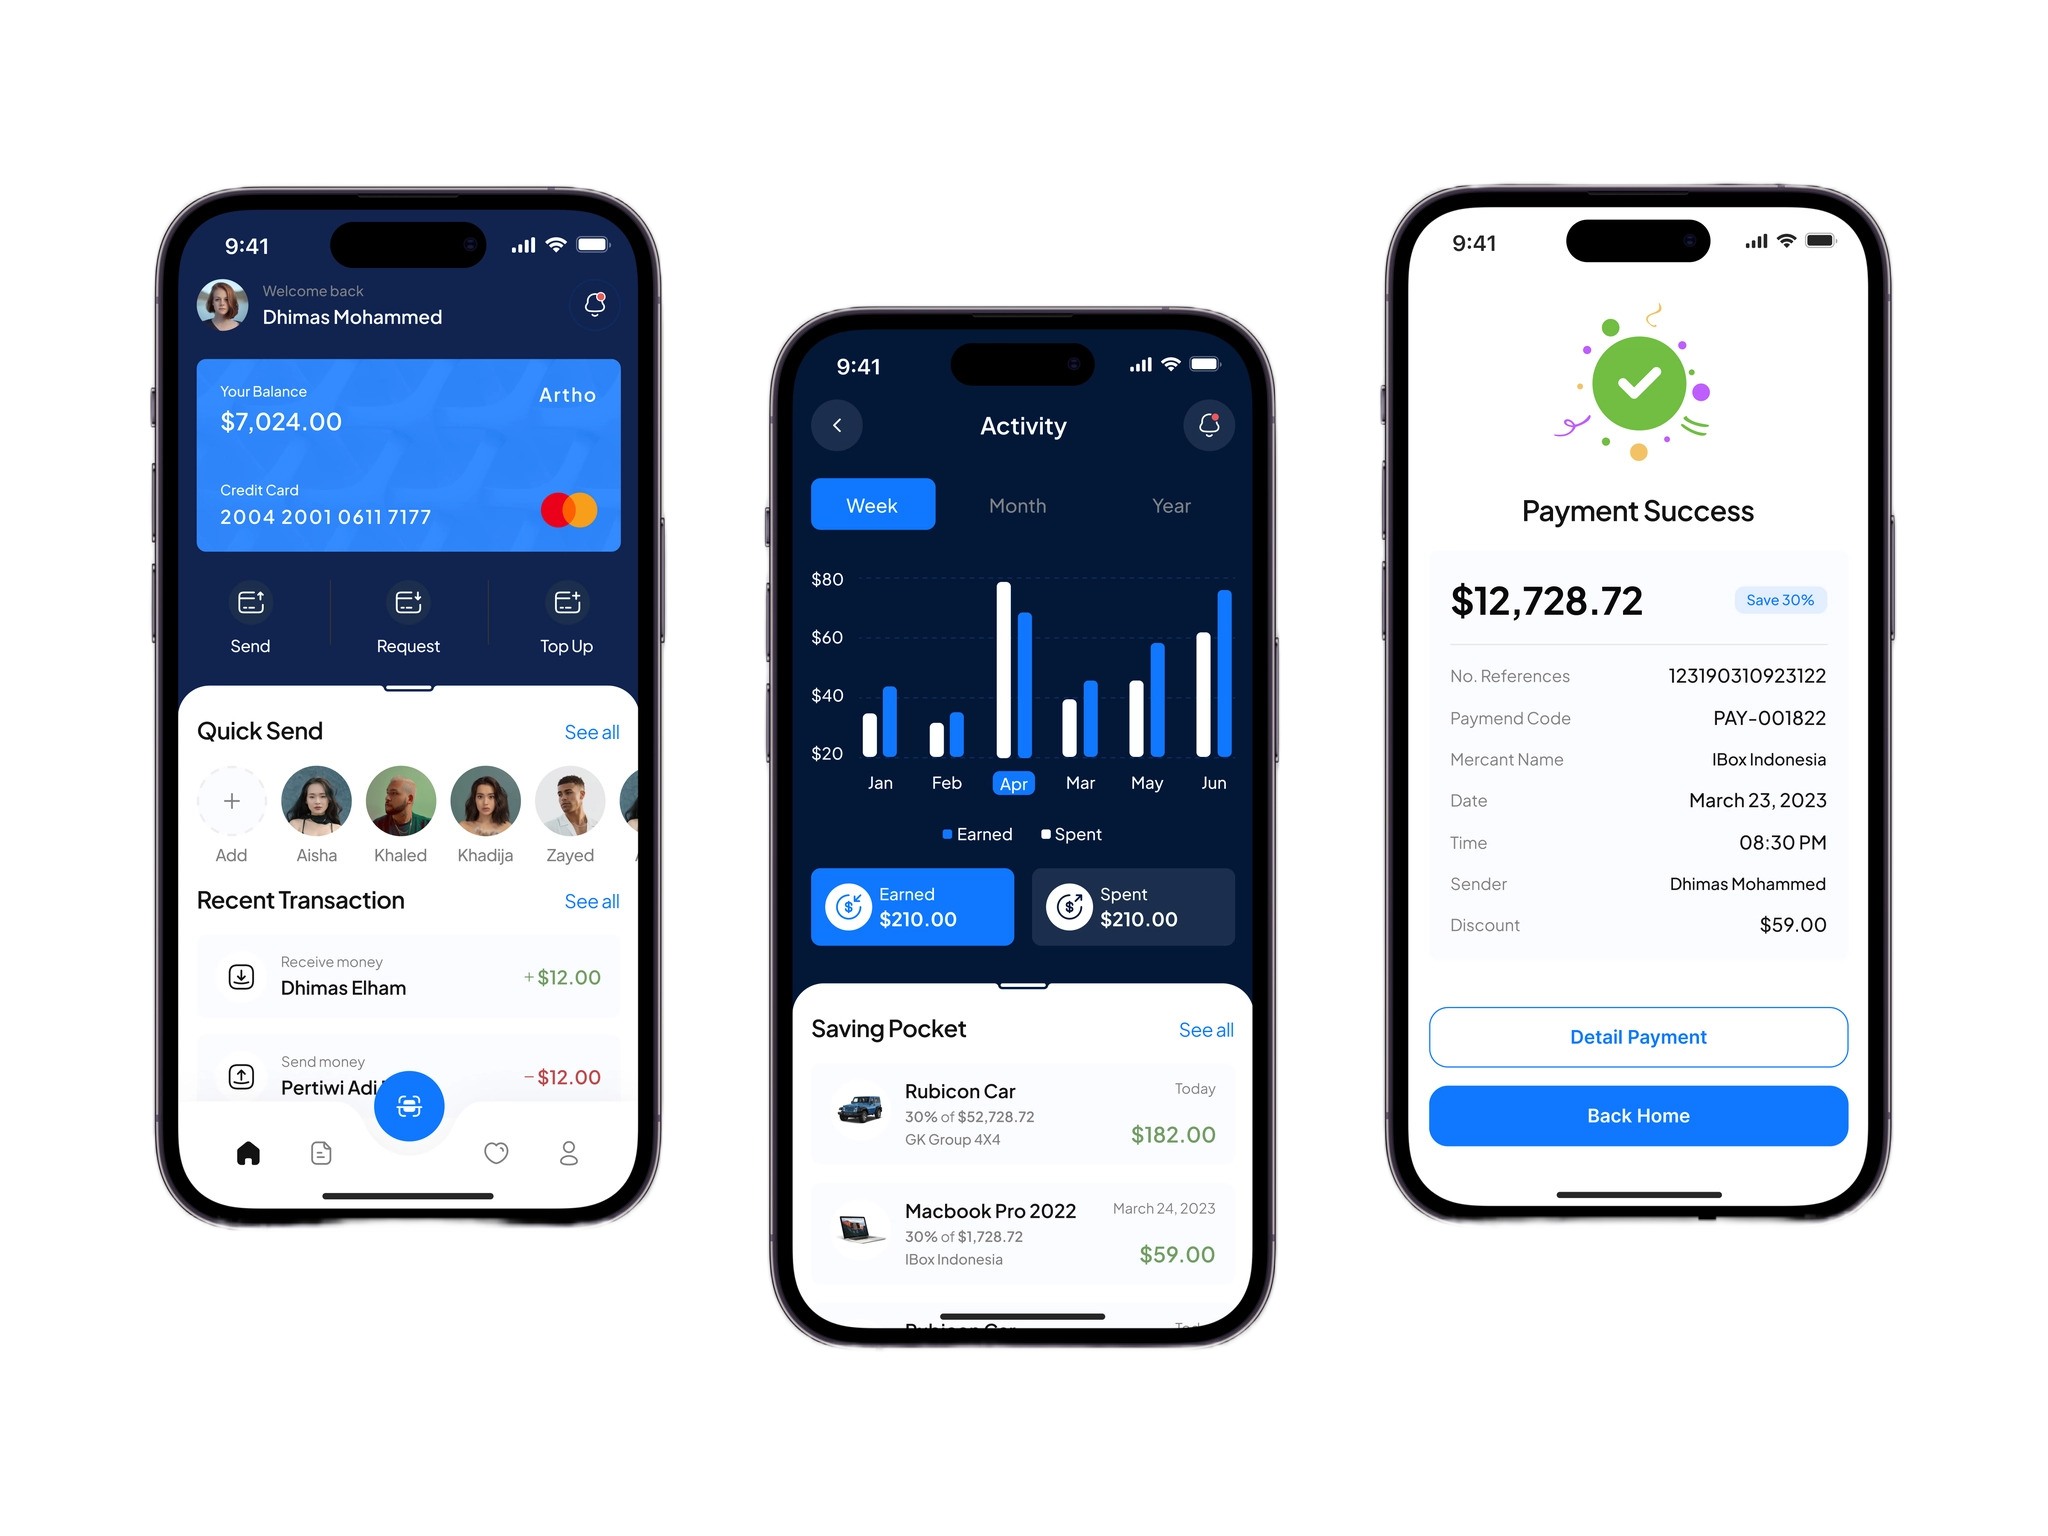 9:41
Welcome back
Dhimas Mohammed
Your Balance
Artho
$7,024.00
Credit Card
2004 2001 0611 7177
Send
Request
Top Up
Quick Send
See all
Add
Aisha
Khaled
Khadija
Zayed
Recent Transaction
See all
Receive money
Dhimas Elham
+$12.00
Send money
Pertiwi Adi
−$12.00
9:41
Activity
Week
Month
Year
$80
$60
$40
$20
Jan
Feb
Apr
Mar
May
Jun
Earned
Spent
Earned
$210.00
Spent
$210.00
Saving Pocket
See all
Rubicon Car
Today
30% of $52,728.72
GK Group 4X4
$182.00
Macbook Pro 2022
March 24, 2023
30% of $1,728.72
IBox Indonesia
$59.00
9:41
Payment Success
$12,728.72
Save 30%
No. References
123190310923122
Paymend Code
PAY-001822
Mercant Name
IBox Indonesia
Date
March 23, 2023
Time
08:30 PM
Sender
Dhimas Mohammed
Discount
$59.00
Detail Payment
Back Home